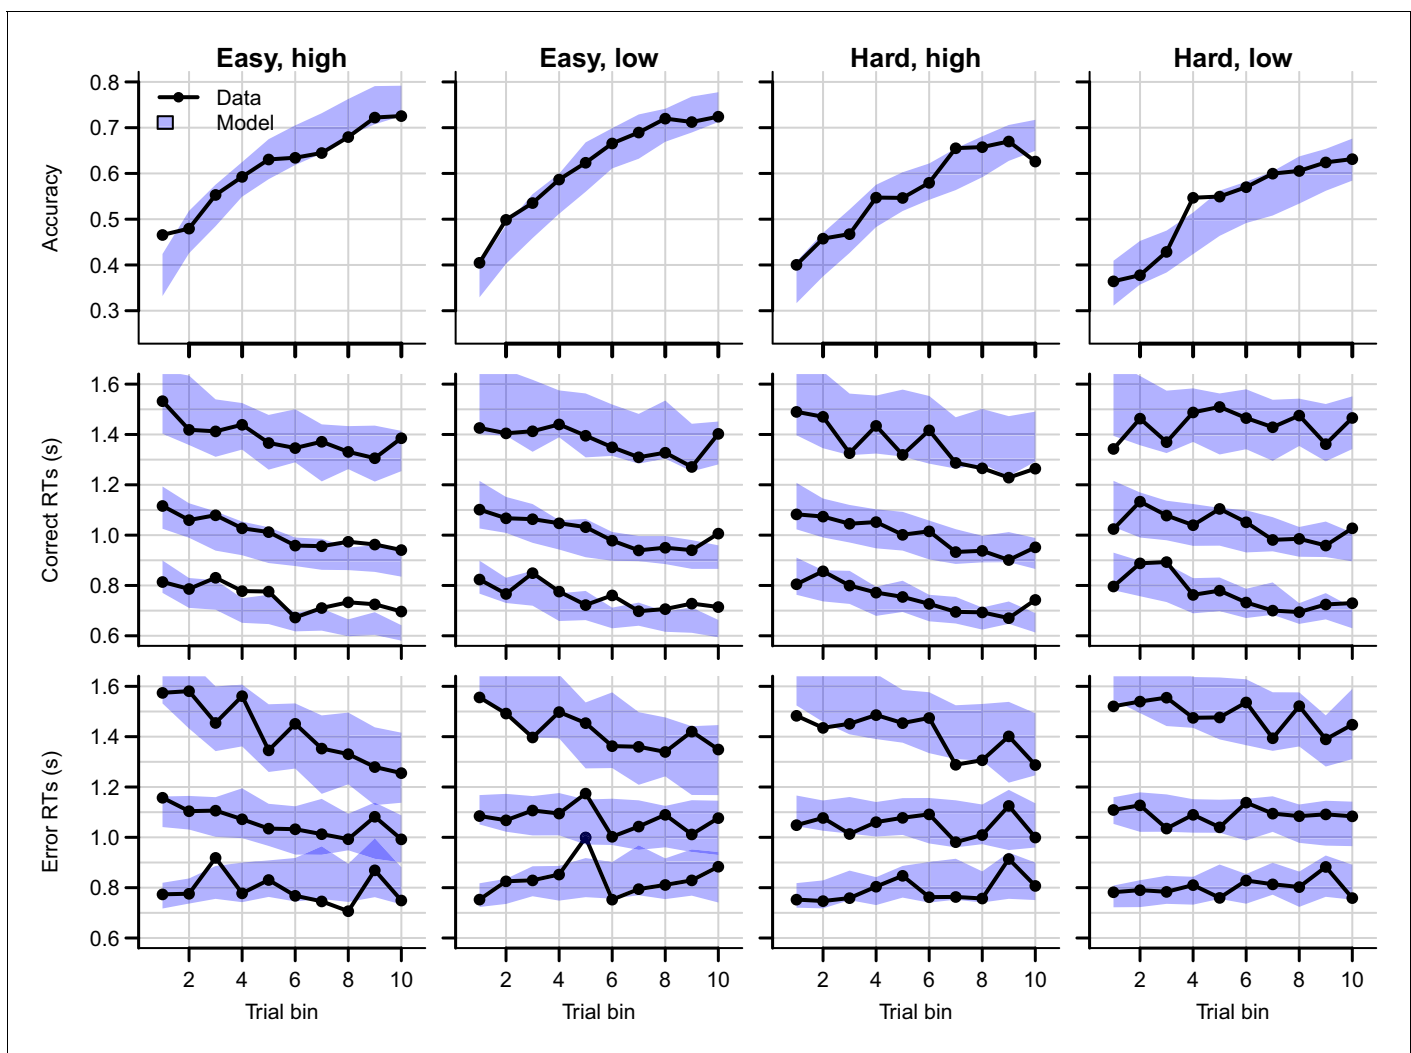 Easy, high Easy, low Hard, high Hard, low
Data
Model
Accuracy
0.8
0.7
0.6
0.5
0.4
0.3
Correct RTs (s)
1.6
1.4
1.2
1.0
0.8
0.6
Error RTs (s)
1.6
1.4
1.2
1.0
0.8
0.6
2 4 6 8 10 2 4 6 8 10 2 4 6 8 10 2 4 6 8 10
Trial bin Trial bin Trial bin Trial bin